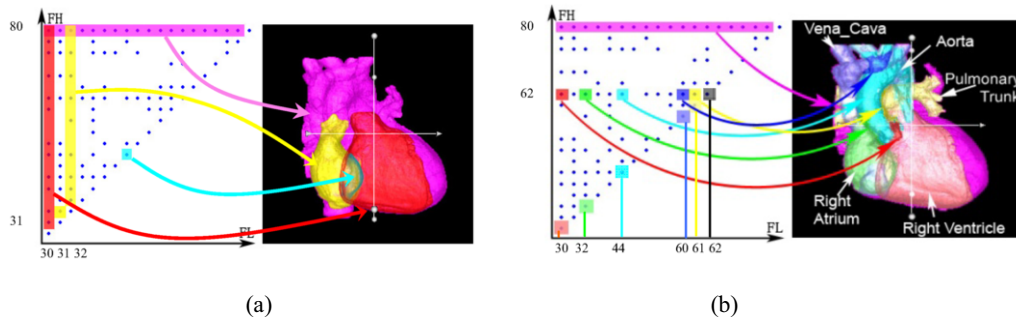 80
FH
31
30 31 32
FL
(a)
80
FH
62
30 32 44 60 61 62
FL
Vena_Cava
Aorta
Pulmonary
Trunk
Right
Atrium
Right Ventricle
(b)